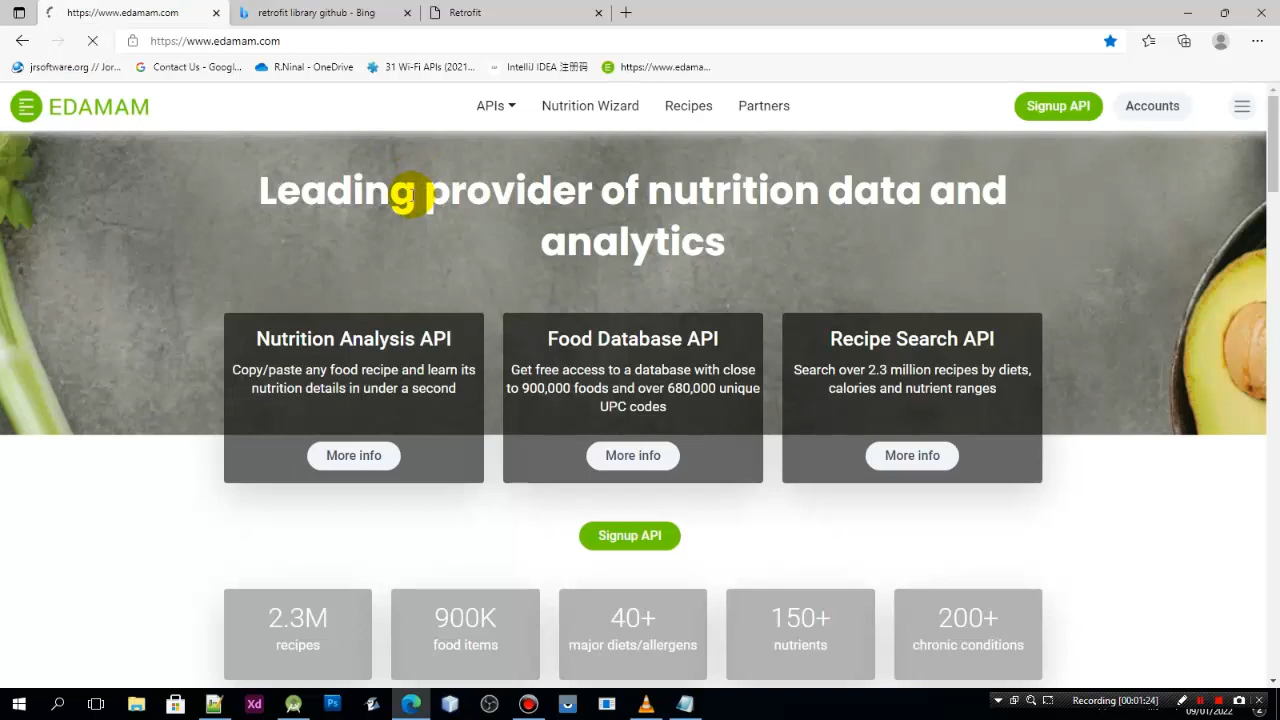 https://www.edamam.com
retrofit library github - Bing
Retrofit
https://www.edamam.com
jrsoftware.org // Jor...
Contact Us - Googl...
R.Ninal - OneDrive
31 Wi-Fi APIs (2021...
IntelliJ IDEA 注册码
https://www.edama...
EDAMAM
APIs
Nutrition Wizard
Recipes
Partners
Signup API
Accounts
Leading provider of nutrition data and
analytics
Nutrition Analysis API
Copy/paste any food recipe and learn its
nutrition details in under a second
More info
Food Database API
Get free access to a database with close
to 900,000 foods and over 680,000 unique
UPC codes
More info
Recipe Search API
Search over 2.3 million recipes by diets,
calories and nutrient ranges
More info
Signup API
2.3M
recipes
900K
food items
40+
major diets/allergens
150+
nutrients
200+
chronic conditions
Xd
Ps
Recording [00:01:24]
09/01/2022